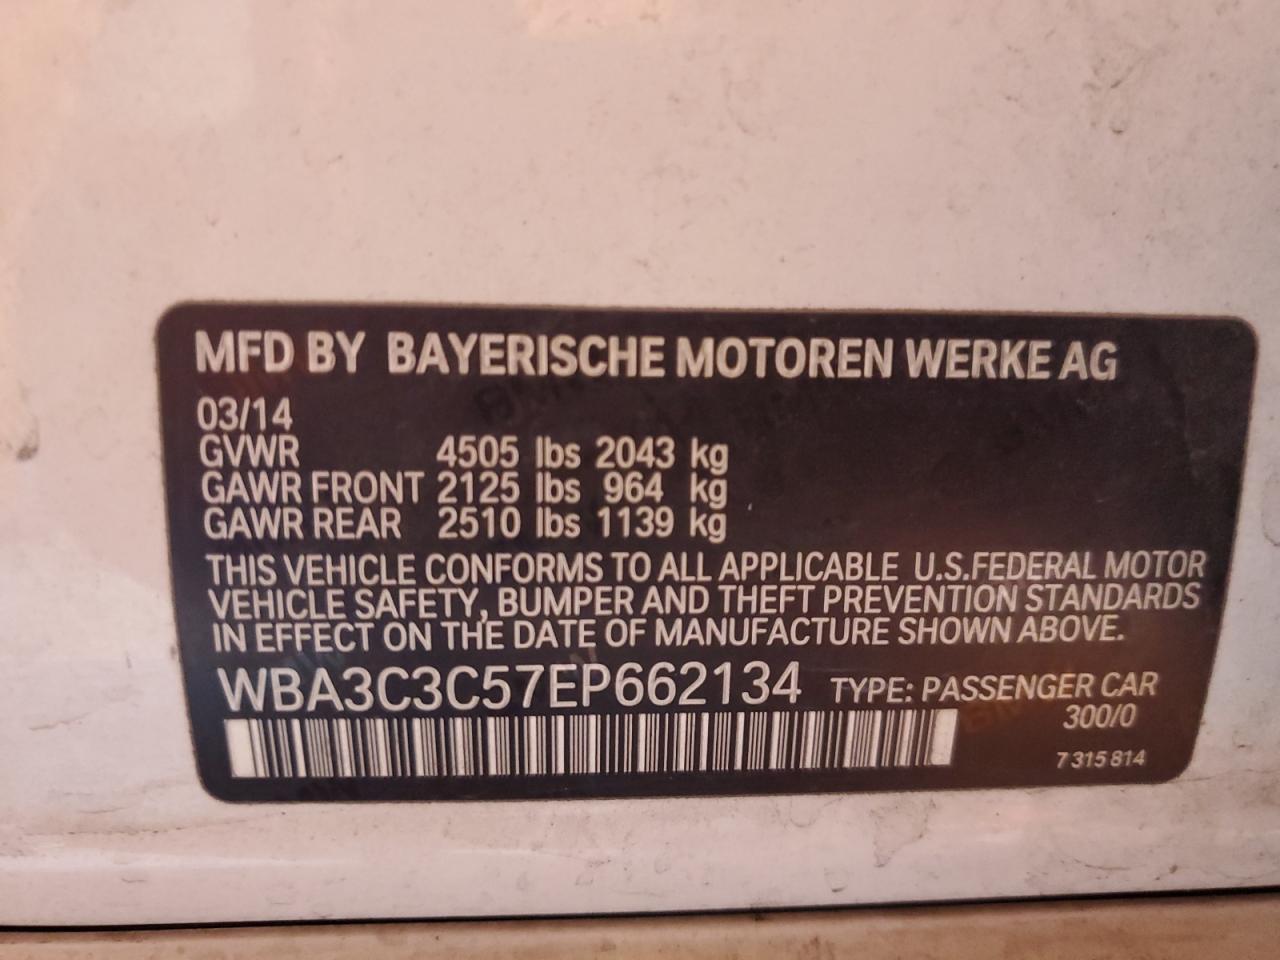 MFD BY BAYERISCHE MOTOREN WERKE AG
03/14
GVWR 4505 lbs 2043 kg
GAWR FRONT 2125 lbs 964 kg
GAWR REAR 2510 lbs 1139 kg
THIS VEHICLE CONFORMS TO ALL APPLICABLE U.S.FEDERAL MOTOR
VEHICLE SAFETY, BUMPER AND THEFT PREVENTION STANDARDS
IN EFFECT ON THE DATE OF MANUFACTURE SHOWN ABOVE.
WBA3C3C57EP662134 TYPE: PASSENGER CAR
300/0
7 315 814